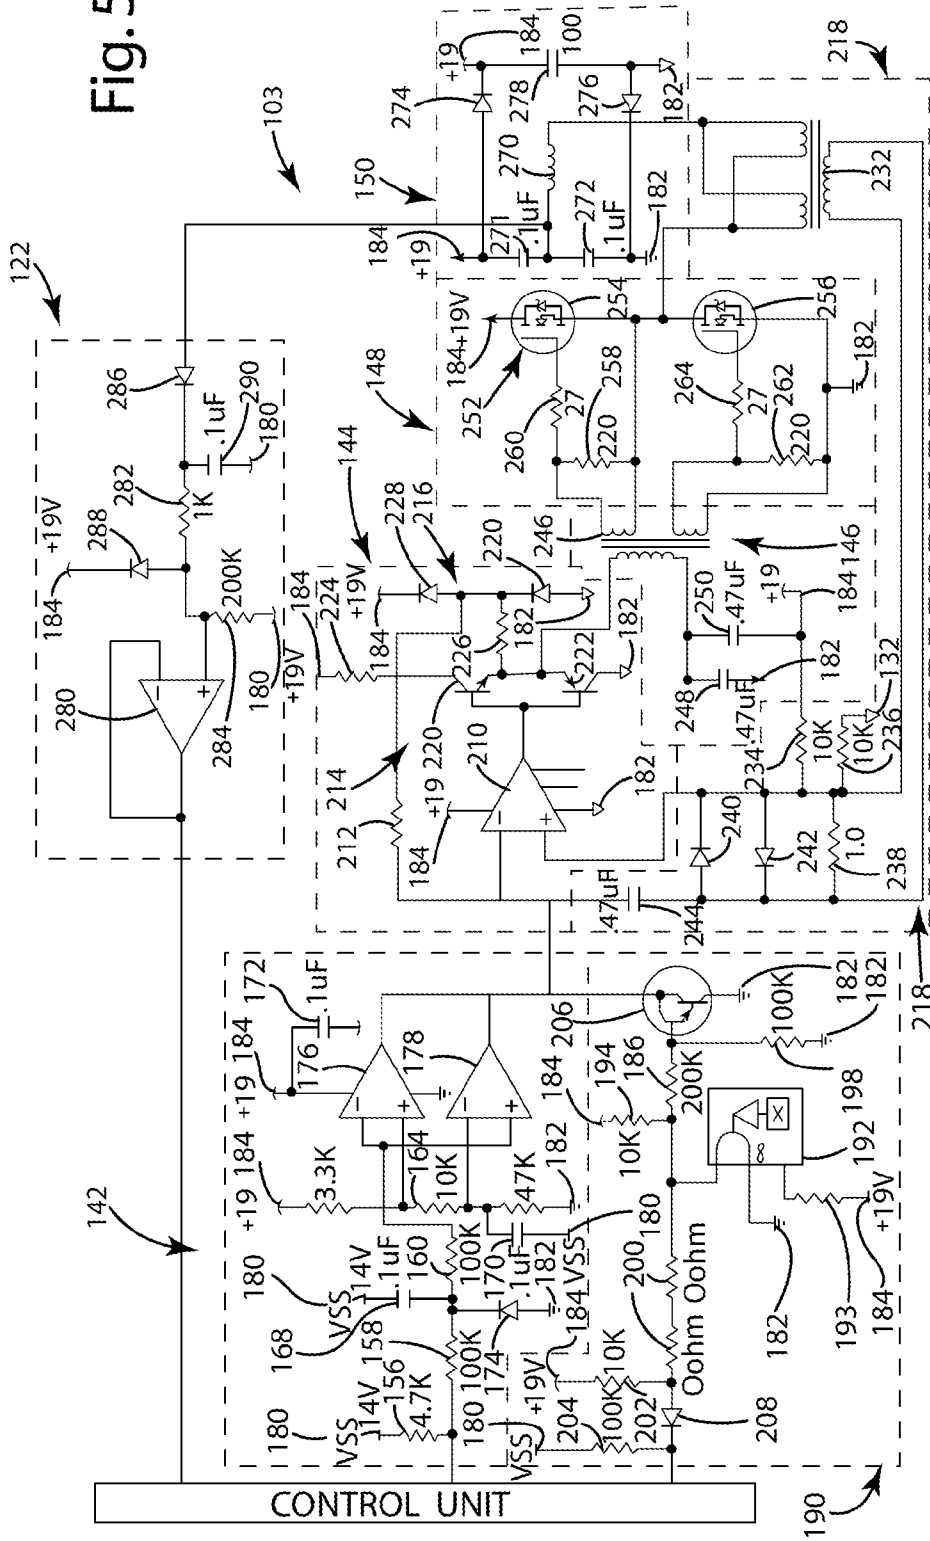 Fig. 5
103
122
+19V
184
288
286
282
1K
.1uF
290
180
280
200K
284
180
150
184
+19
271
.1uF
272
.1uF
182
270
274
+19
184
278
100
276
182
218
232
148
184
+19V
252
254
260
27
258
220
264
27
262
220
256
182
144
+19V
184
224
+19V
184
228
216
220
182
226
222
182
214
220
212
210
+19
184
182
246
146
250
.47uF
+19
184
248
.47uF
182
234
10K
10K
236
132
240
242
1.0
238
.47uF
244
218
142
+19
184
+19
184
172
.1uF
3.3K
176
178
164
10K
47K
182
180
VSS
14V
168
.1uF
158
100K
160
100K
170
.1uF
174
182
184
VSS
180
180
VSS
14V
156
4.7K
180
VSS
+19V
204
100K
202
10K
208
200
0ohm
0ohm
184
194
10K
186
200K
206
182
182
100K
198
192
8
X
182
193
184
+19V
190
CONTROL UNIT